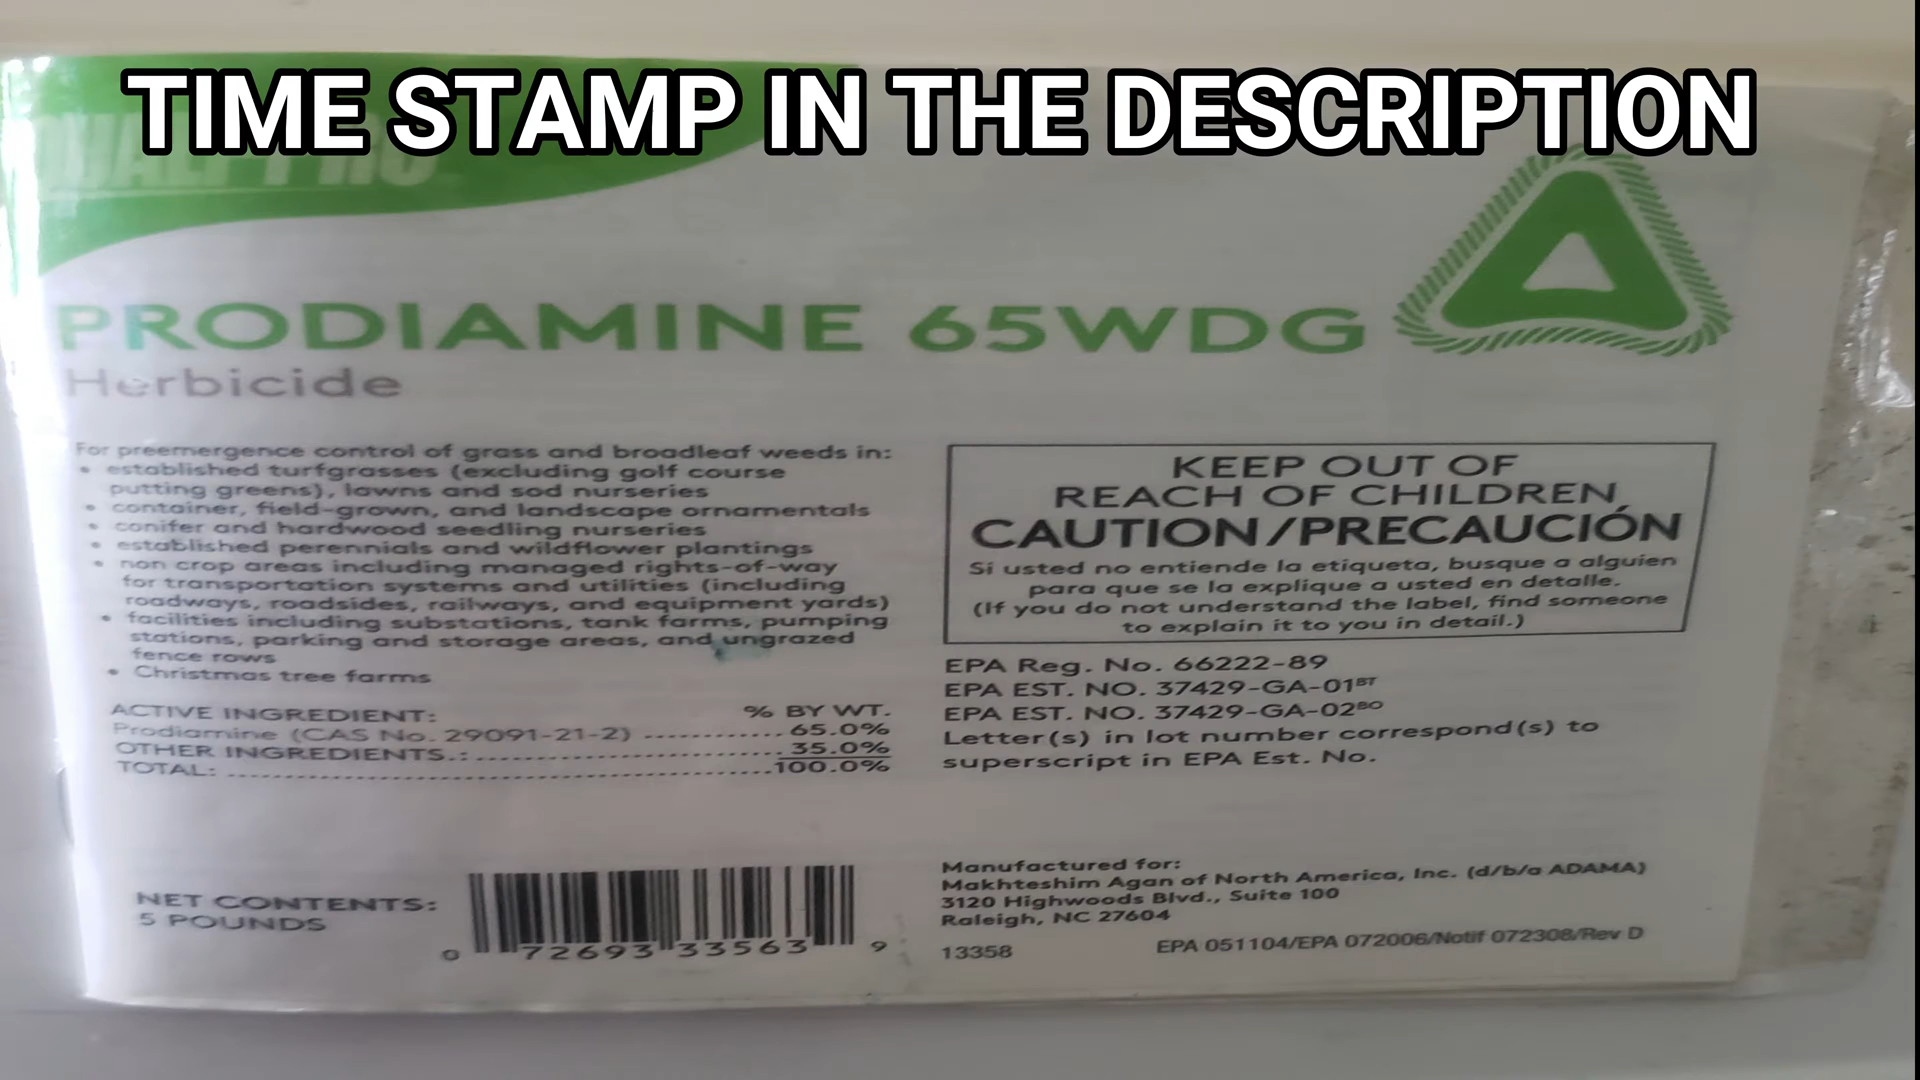 TIME STAMP IN THE DESCRIPTION
PRODIAMINE 65WDG
Herbicide
For preemergence control of grass and broadleaf weeds in:
• established turfgrasses (excluding golf course
putting greens), lawns and sod nurseries
• container, field-grown, and landscape ornamentals
• conifer and hardwood seedling nurseries
• established perennials and wildflower plantings
• non crop areas including managed rights-of-way
for transportation systems and utilities (including
roadways, roadsides, railways, and equipment yards)
• facilities including substations, tank farms, pumping
stations, parking and storage areas, and ungrazed
fence rows
• Christmas tree farms
ACTIVE INGREDIENT: % BY WT.
Prodiamine (CAS No. 29091-21-2) ............. 65.0%
OTHER INGREDIENTS.: ............................ 35.0%
TOTAL: ................................................ 100.0%
NET CONTENTS:
5 POUNDS
0 72693 33563 9
KEEP OUT OF
REACH OF CHILDREN
CAUTION/PRECAUCIÓN
Si usted no entiende la etiqueta, busque a alguien
para que se la explique a usted en detalle.
(If you do not understand the label, find someone
to explain it to you in detail.)
EPA Reg. No. 66222-89
EPA EST. NO. 37429-GA-01BT
EPA EST. NO. 37429-GA-02BO
Letter(s) in lot number correspond(s) to
superscript in EPA Est. No.
Manufactured for:
Makhteshim Agan of North America, Inc. (d/b/a ADAMA)
3120 Highwoods Blvd., Suite 100
Raleigh, NC 27604
13358 EPA 051104/EPA 072006/Notif 072308/Rev D